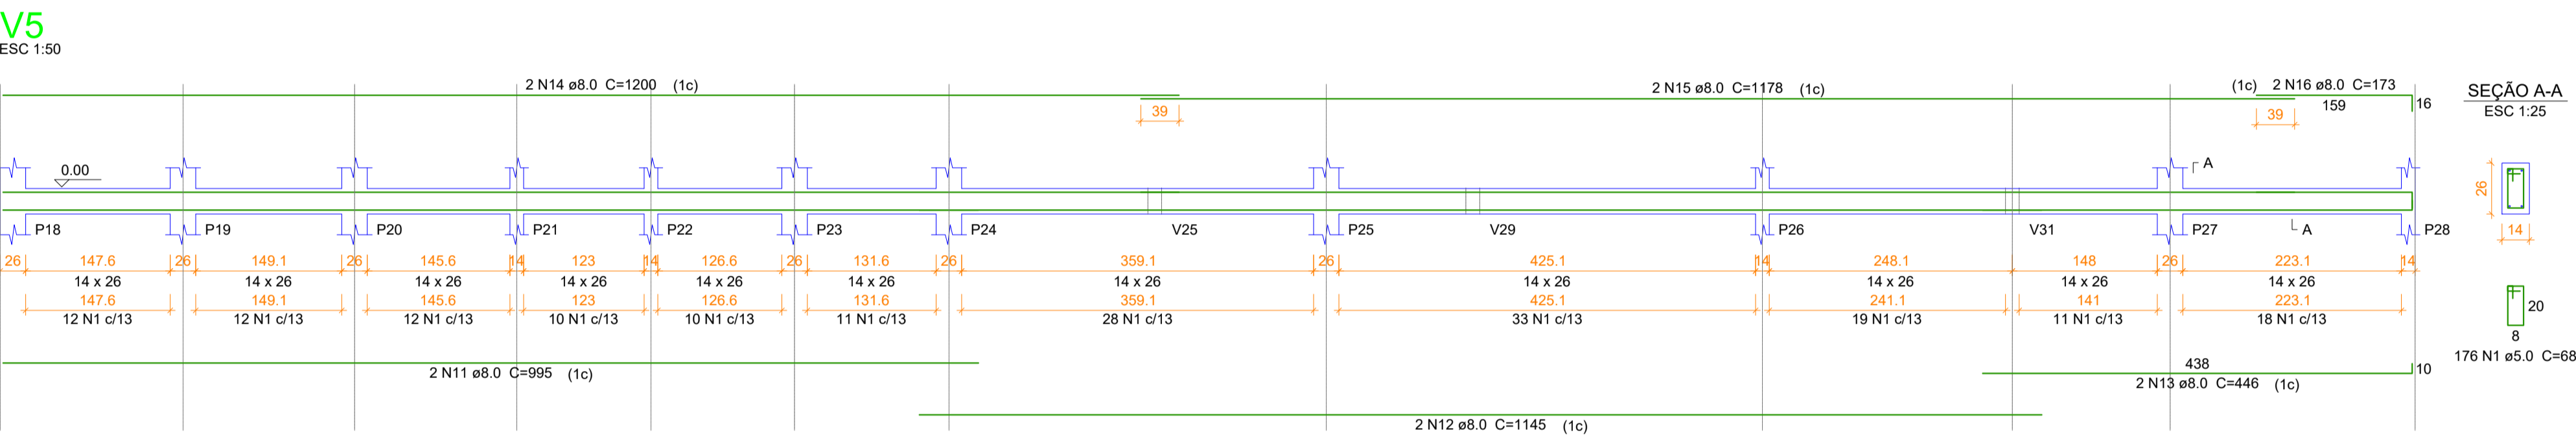 V5
ESC 1:50
2 N14 ø8.0 C=1200 (1c)
2 N15 ø8.0 C=1178 (1c)
(1c) 2 N16 ø8.0 C=173
159
16
39
39
SEÇÃO A-A
ESC 1:25
0.00
A
26
14
P18 P19 P20 P21 P22 P23 P24 V25 P25 V29 P26 V31 P27 A P28
26 147.6 26 149.1 26 145.6 14 123 14 126.6 26 131.6 26 359.1 26 425.1 14 248.1 148 26 223.1 14
14 x 26 14 x 26 14 x 26 14 x 26 14 x 26 14 x 26 14 x 26 14 x 26 14 x 26 14 x 26 14 x 26
147.6 149.1 145.6 123 126.6 131.6 359.1 425.1 241.1 141 223.1
12 N1 c/13 12 N1 c/13 12 N1 c/13 10 N1 c/13 10 N1 c/13 11 N1 c/13 28 N1 c/13 33 N1 c/13 19 N1 c/13 11 N1 c/13 18 N1 c/13
20
8
176 N1 ø5.0 C=68
2 N11 ø8.0 C=995 (1c)
438
10
2 N13 ø8.0 C=446 (1c)
2 N12 ø8.0 C=1145 (1c)